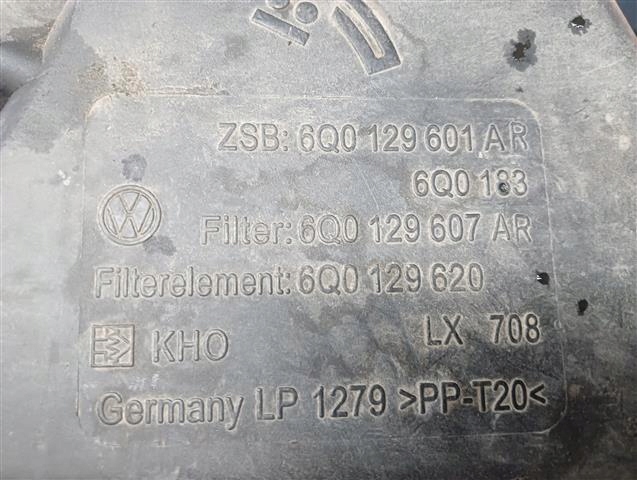 ZSB: 6Q0 129 601 AR
6Q0 183
Filter: 6Q0 129 607 AR
Filterelement: 6Q0 129 620
KHO LX 708
Germany LP 1279 >PP-T20<